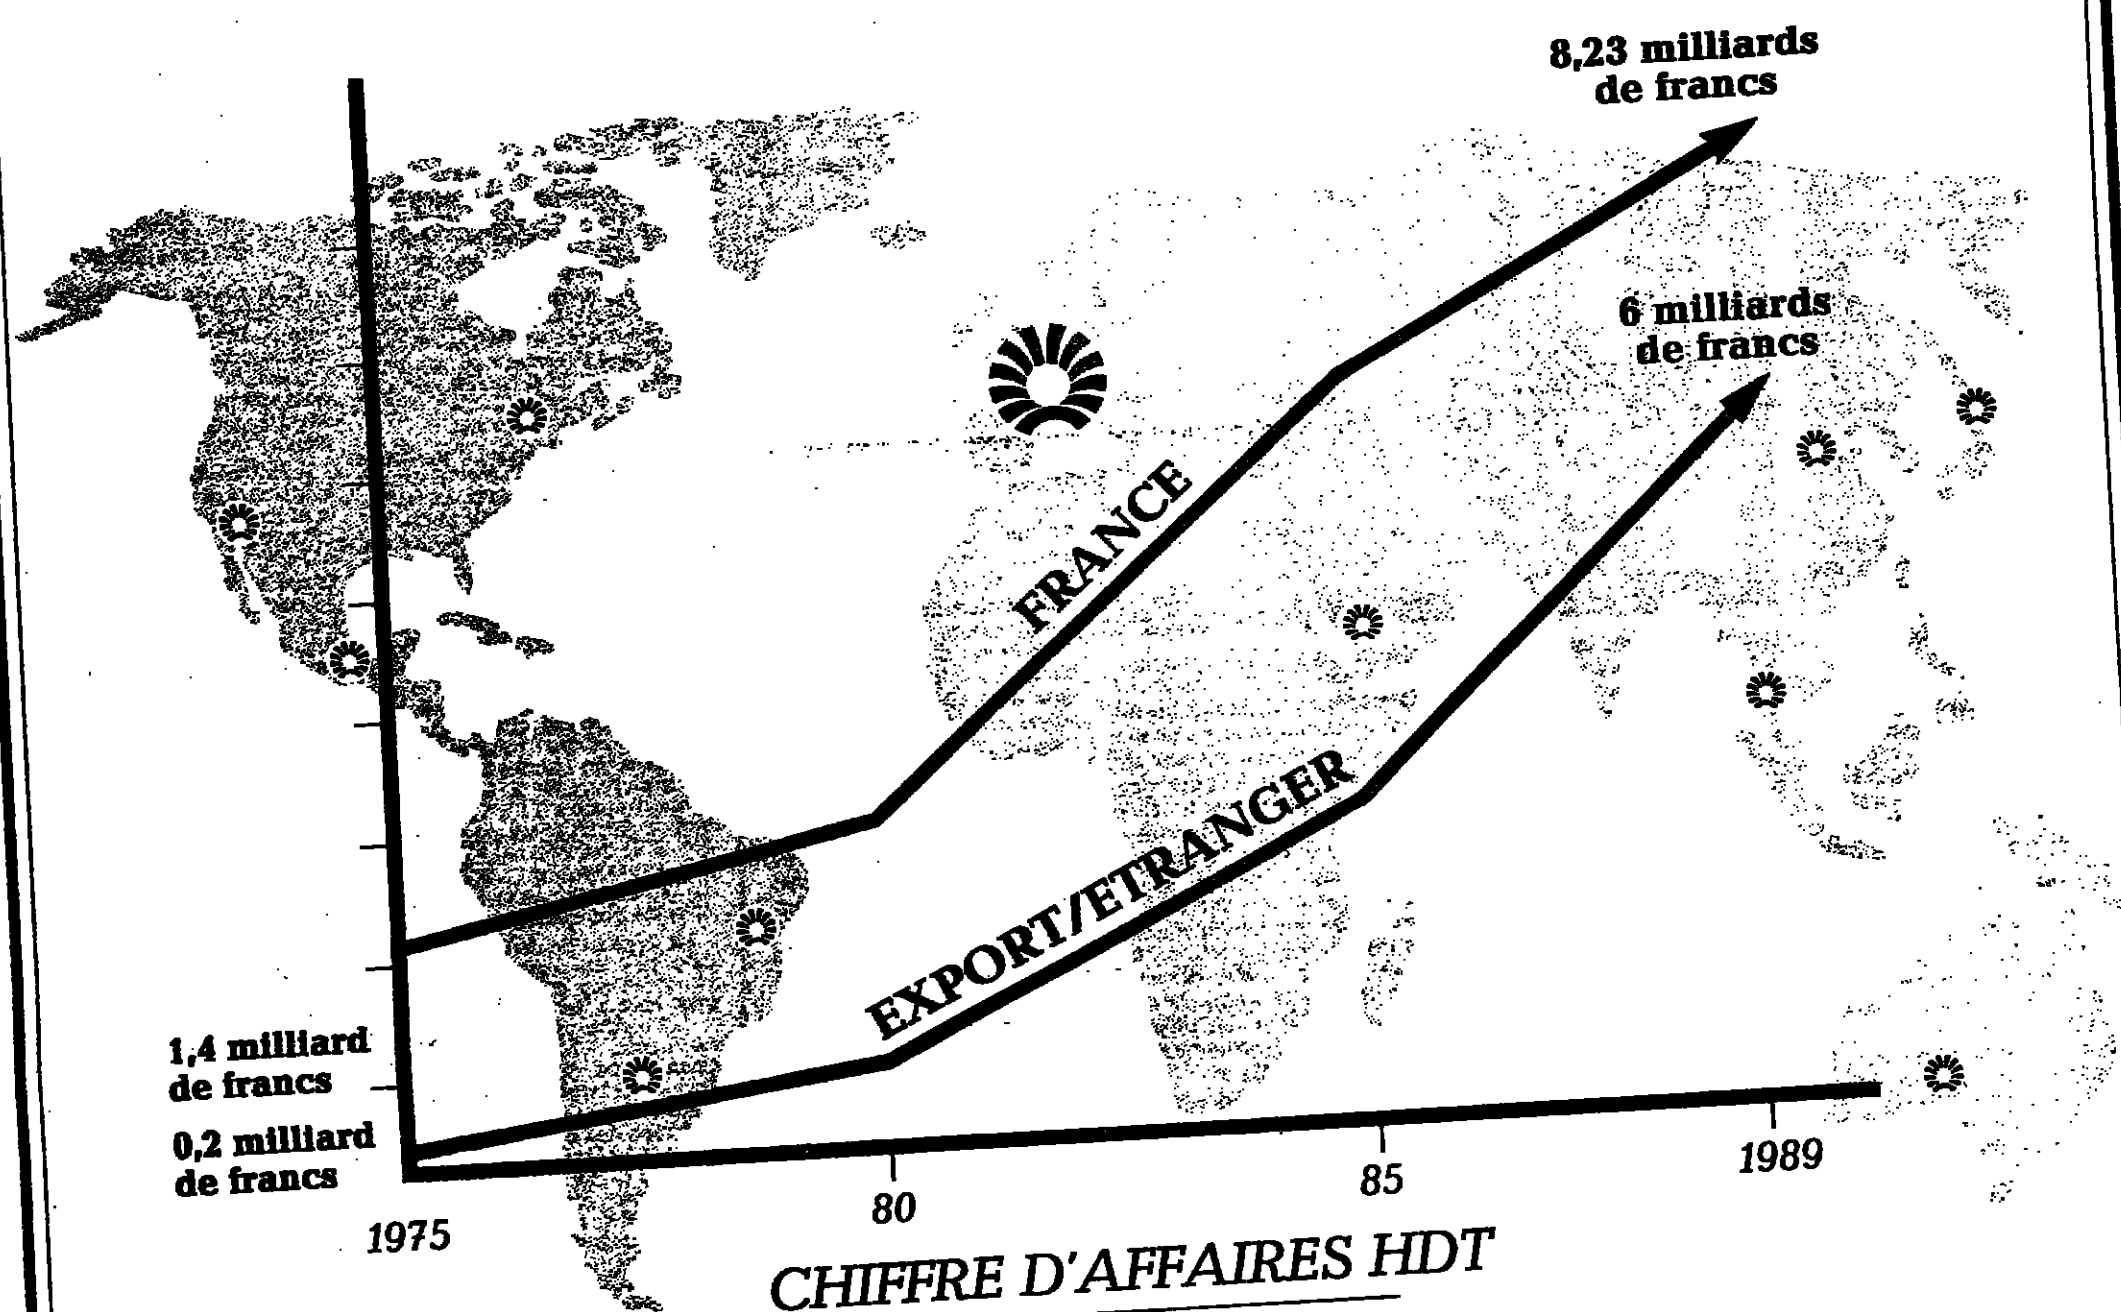 8,23 milliards
de francs
6 milliards
de francs
FRANCE
EXPORT/ETRANGER
1,4 milliard
de francs
0,2 milliard
de francs
1975
80
85
1989
CHIFFRE D'AFFAIRES HDT